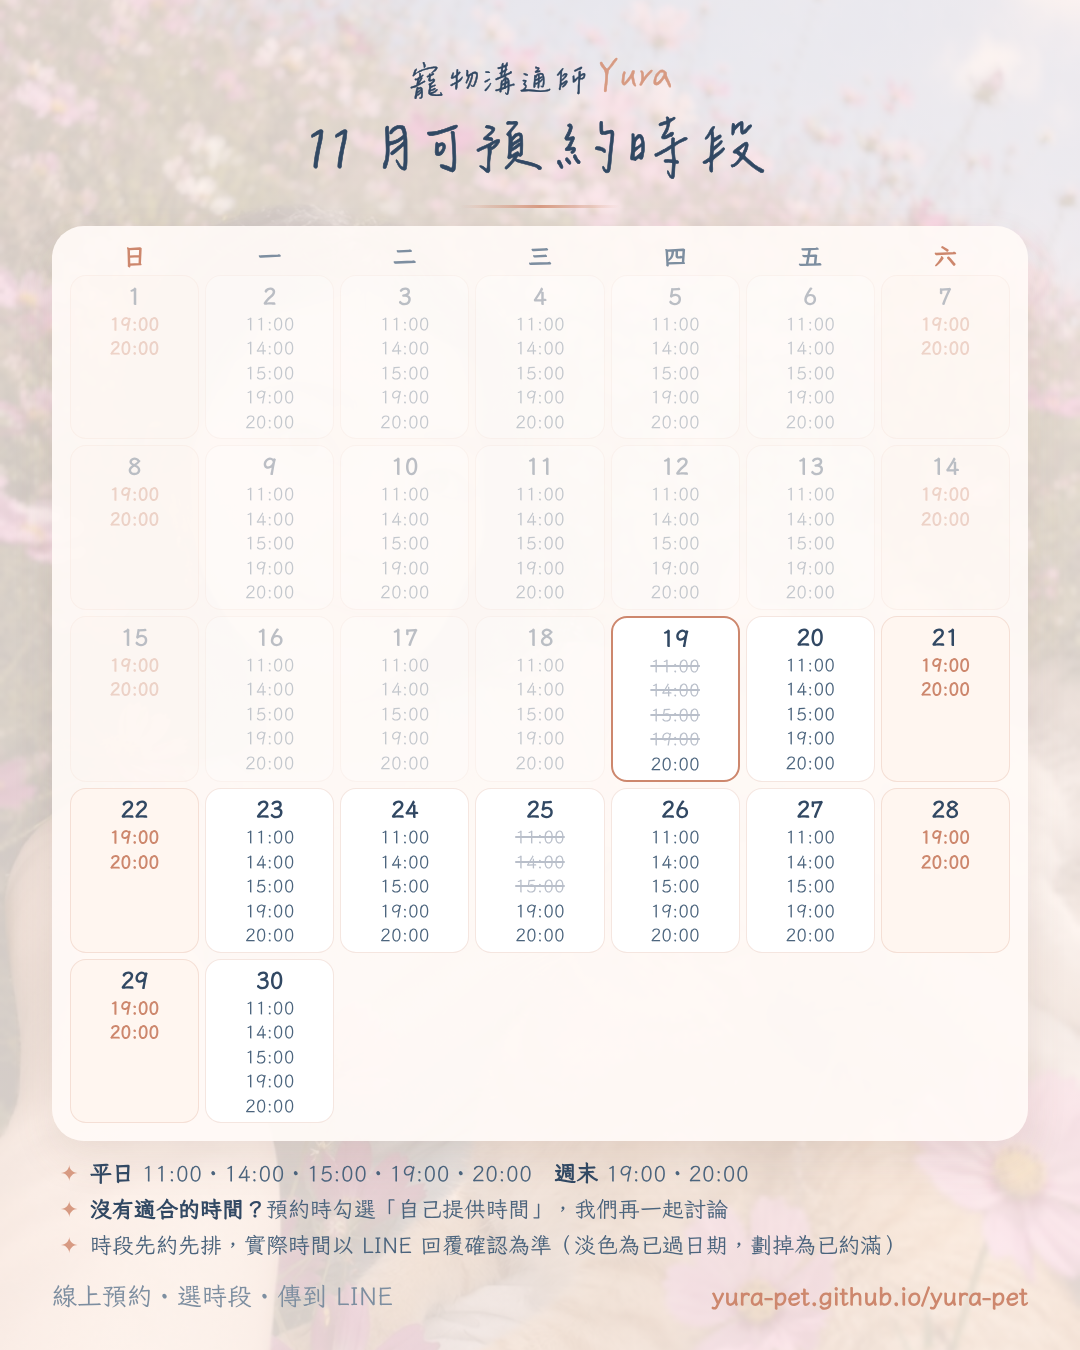 寵物溝通師 Yura
11 月可預約時段
日 一 二 三 四 五 六
1 2 3 4 5 6 7
19:00 11:00 11:00 11:00 11:00 11:00 19:00
20:00 14:00 14:00 14:00 14:00 14:00 20:00
15:00 15:00 15:00 15:00 15:00
19:00 19:00 19:00 19:00 19:00
20:00 20:00 20:00 20:00 20:00
8 9 10 11 12 13 14
19:00 11:00 11:00 11:00 11:00 11:00 19:00
20:00 14:00 14:00 14:00 14:00 14:00 20:00
15:00 15:00 15:00 15:00 15:00
19:00 19:00 19:00 19:00 19:00
20:00 20:00 20:00 20:00 20:00
15 16 17 18 19 20 21
19:00 11:00 11:00 11:00 11:00 11:00 19:00
20:00 14:00 14:00 14:00 14:00 14:00 20:00
15:00 15:00 15:00 15:00 15:00
19:00 19:00 19:00 19:00 19:00
20:00 20:00 20:00 20:00 20:00
22 23 24 25 26 27 28
19:00 11:00 11:00 11:00 11:00 11:00 19:00
20:00 14:00 14:00 14:00 14:00 14:00 20:00
15:00 15:00 15:00 15:00 15:00
19:00 19:00 19:00 19:00 19:00
20:00 20:00 20:00 20:00 20:00
29 30
19:00 11:00
20:00 14:00
15:00
19:00
20:00
✦ 平日 11:00・14:00・15:00・19:00・20:00 週末 19:00・20:00
✦ 沒有適合的時間？預約時勾選「自己提供時間」，我們再一起討論
✦ 時段先約先排，實際時間以 LINE 回覆確認為準（淡色為已過日期，劃掉為已約滿）
線上預約・選時段・傳到 LINE
yura-pet.github.io/yura-pet